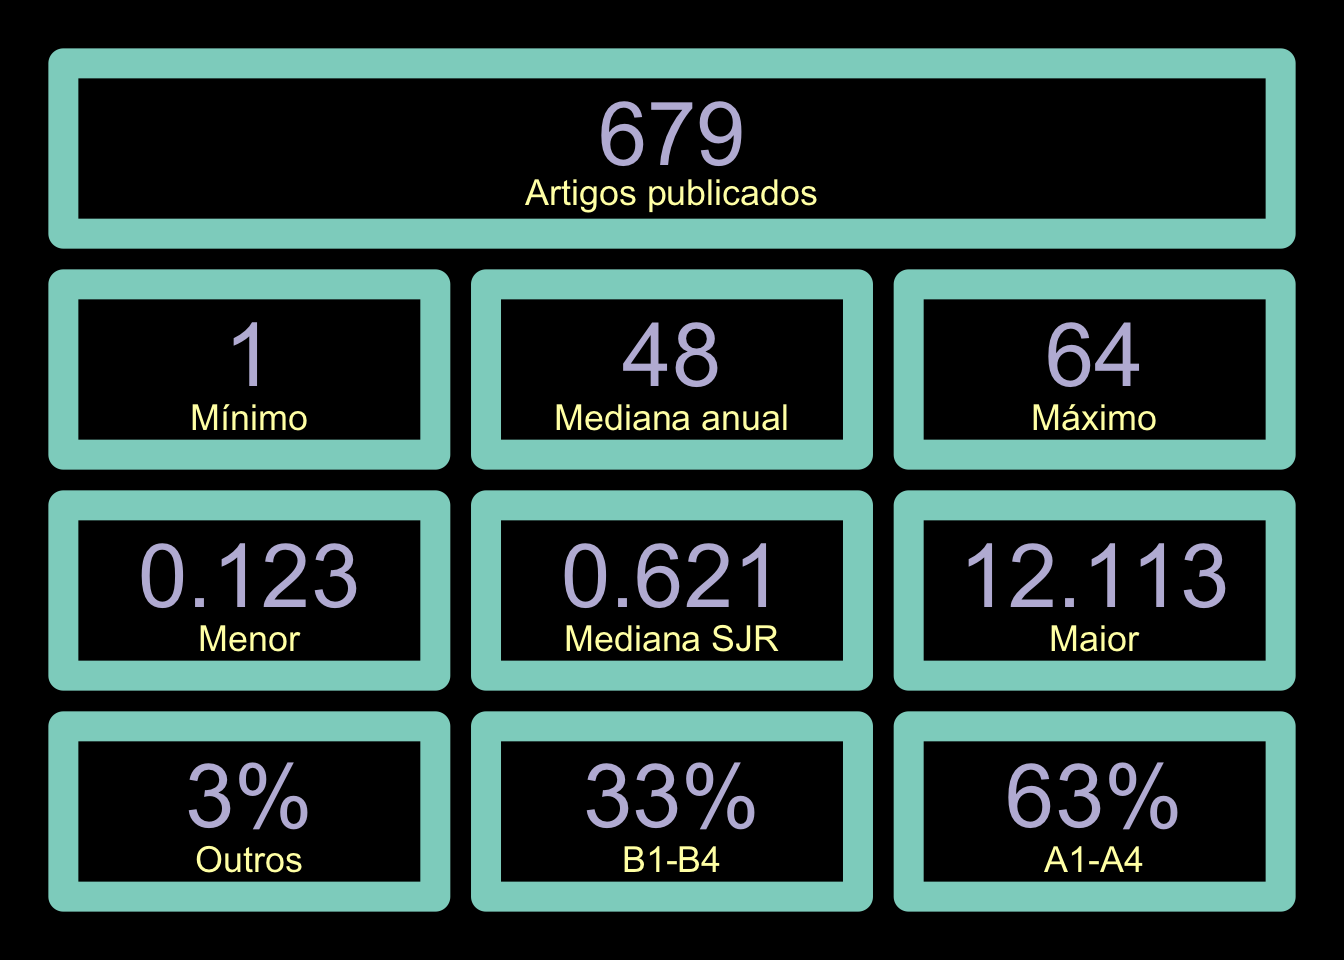 679
Artigos publicados
1
Mínimo
48
Mediana anual
64
Máximo
0.123
Menor
0.621
Mediana SJR
12.113
Maior
3%
Outros
33%
B1-B4
63%
A1-A4